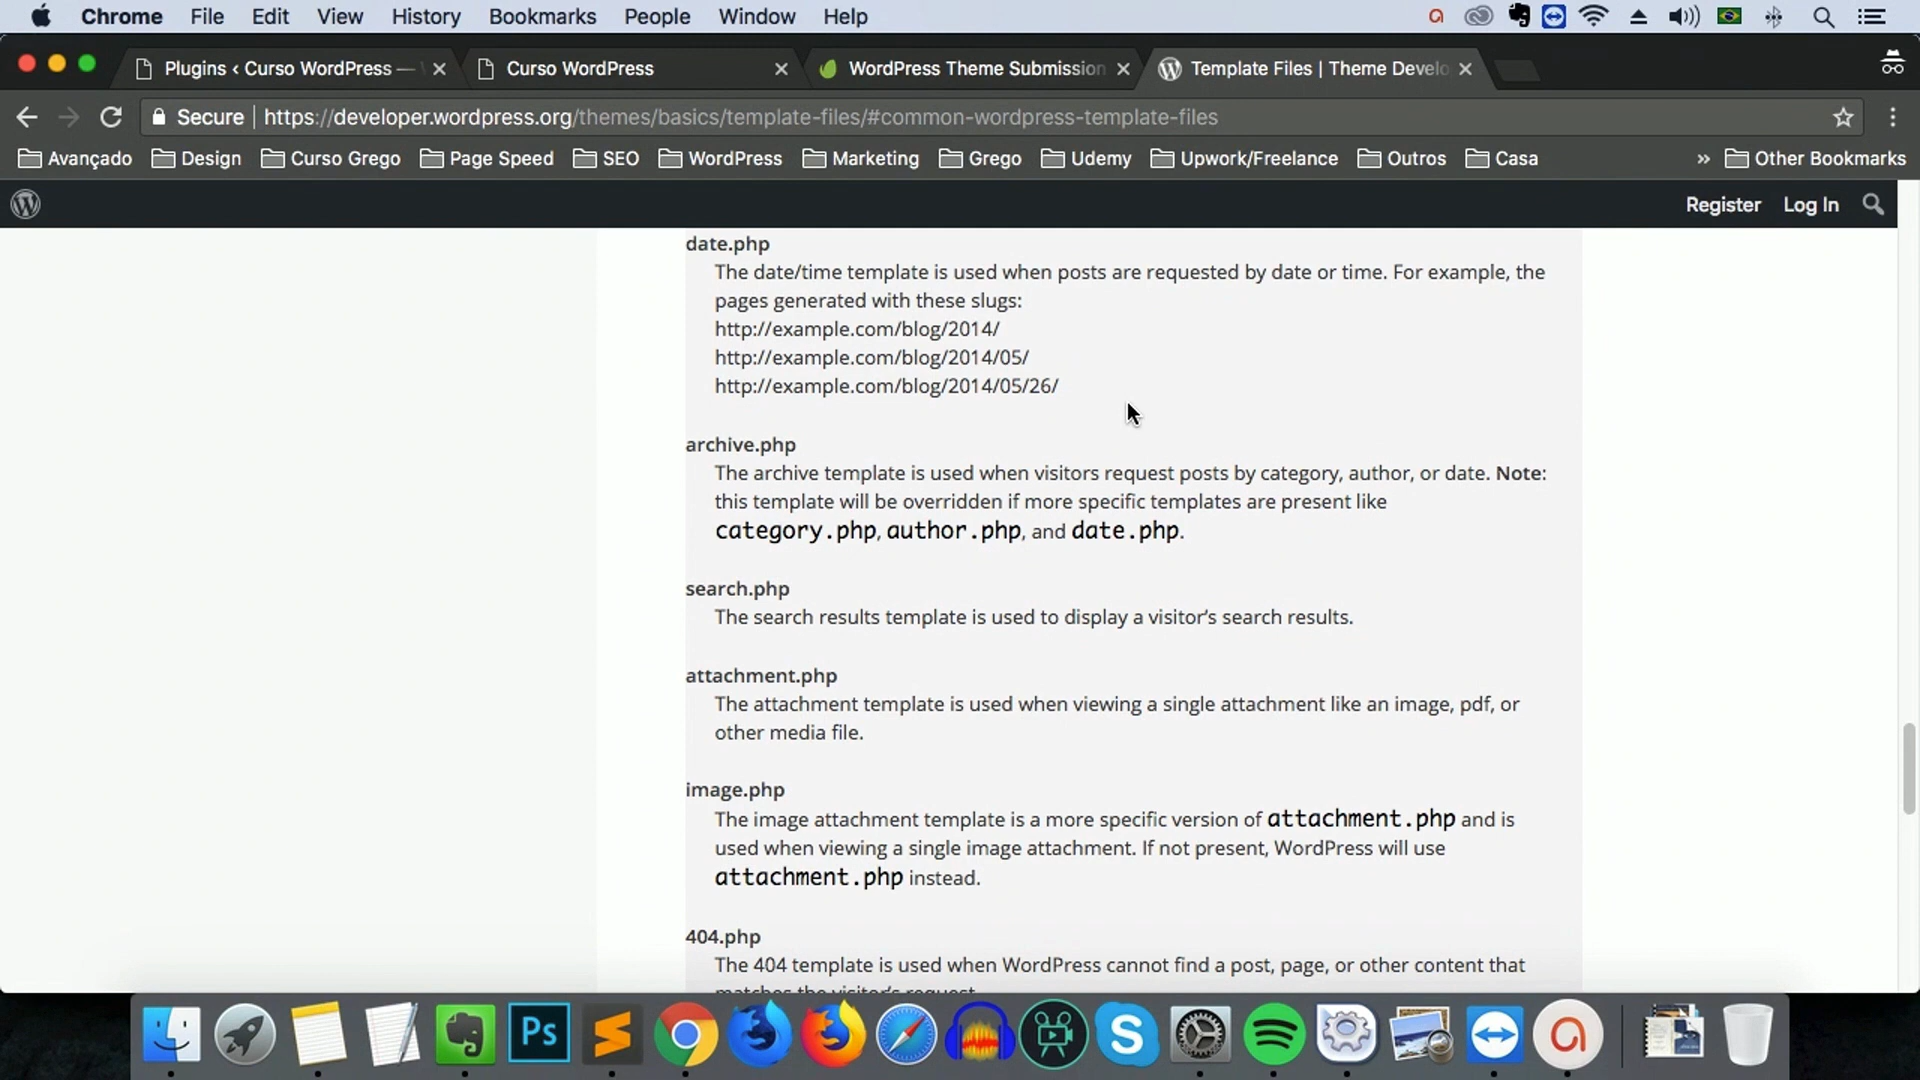 Chrome File Edit View History Bookmarks People Window Help
Plugins ‹ Curso WordPress —
Curso WordPress
WordPress Theme Submission
Template Files | Theme Develo
Secure https://developer.wordpress.org/themes/basics/template-files/#common-wordpress-template-files
Avançado Design Curso Grego Page Speed SEO WordPress Marketing Grego Udemy Upwork/Freelance Outros Casa » Other Bookmarks
Register Log In
date.php
The date/time template is used when posts are requested by date or time. For example, the
pages generated with these slugs:
http://example.com/blog/2014/
http://example.com/blog/2014/05/
http://example.com/blog/2014/05/26/
archive.php
The archive template is used when visitors request posts by category, author, or date. Note:
this template will be overridden if more specific templates are present like
category.php, author.php, and date.php.
search.php
The search results template is used to display a visitor’s search results.
attachment.php
The attachment template is used when viewing a single attachment like an image, pdf, or
other media file.
image.php
The image attachment template is a more specific version of attachment.php and is
used when viewing a single image attachment. If not present, WordPress will use
attachment.php instead.
404.php
The 404 template is used when WordPress cannot find a post, page, or other content that
matches the visitor’s request.
Ps